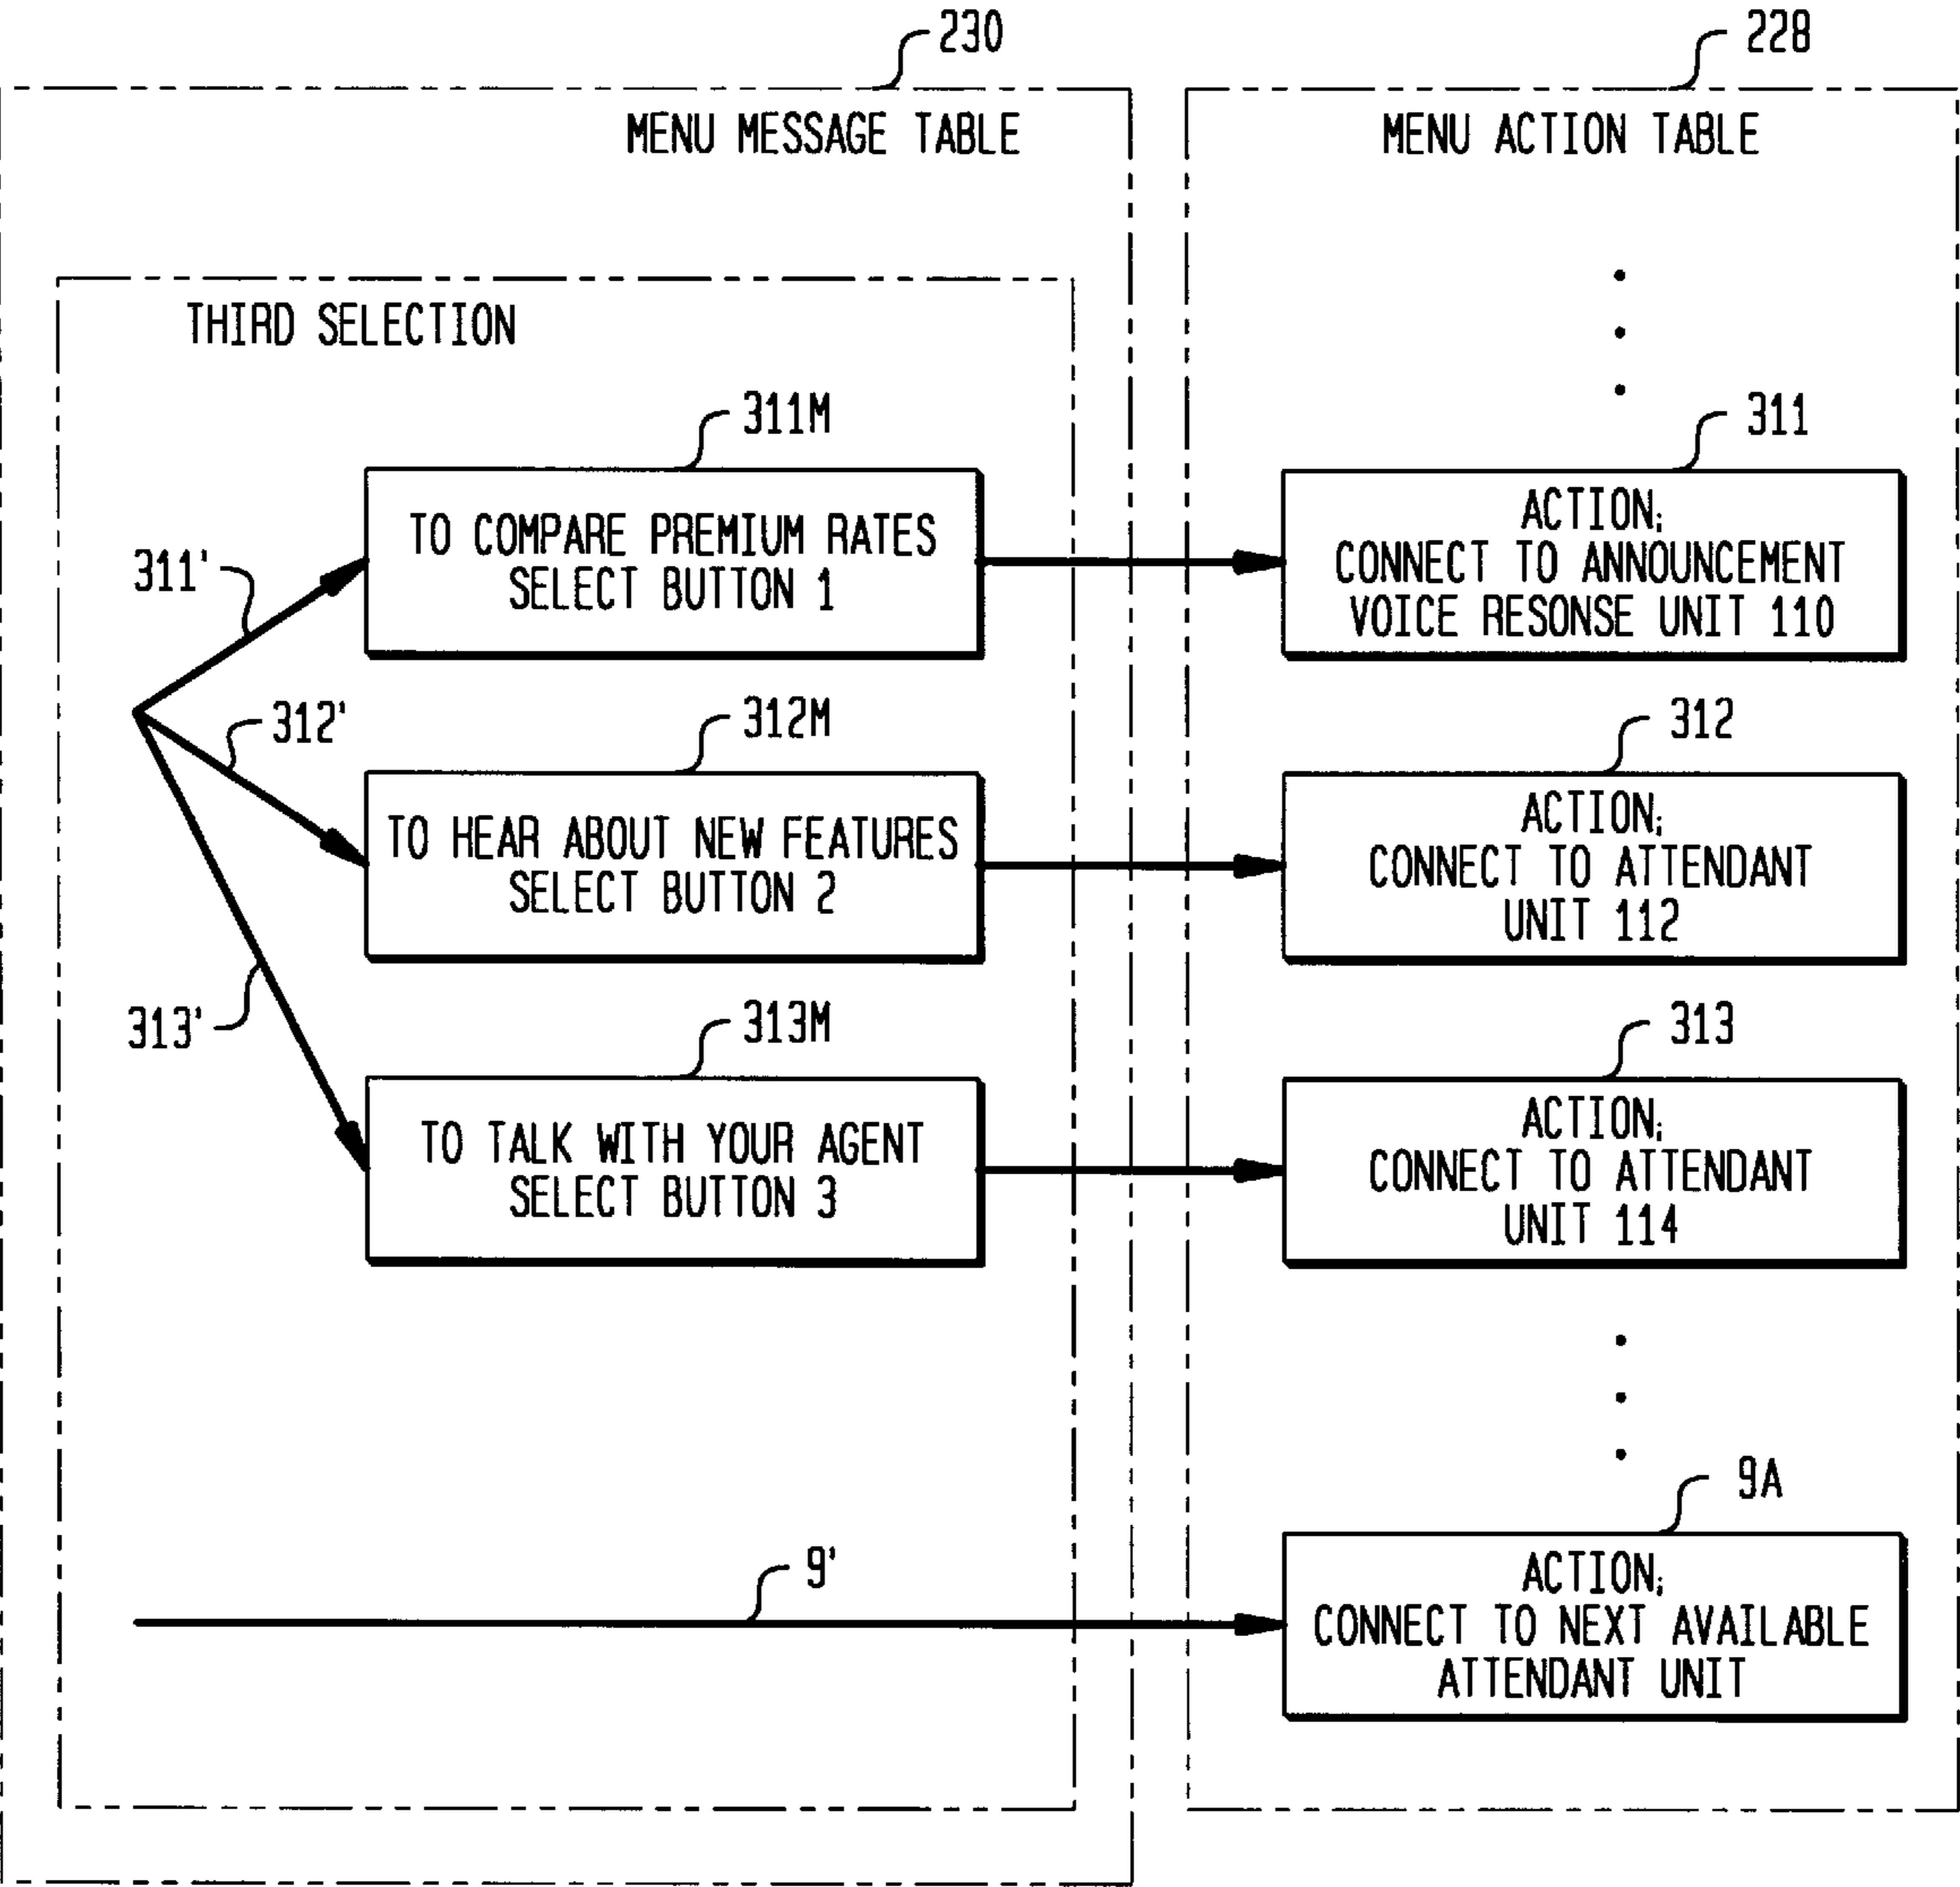 230
228
MENU MESSAGE TABLE
MENU ACTION TABLE
THIRD SELECTION
311M
311
TO COMPARE PREMIUM RATES
SELECT BUTTON 1
ACTION;
CONNECT TO ANNOUNCEMENT
VOICE RESONSE UNIT 110
311'
312'
312M
312
TO HEAR ABOUT NEW FEATURES
SELECT BUTTON 2
ACTION;
CONNECT TO ATTENDANT
UNIT 112
313'
313M
313
TO TALK WITH YOUR AGENT
SELECT BUTTON 3
ACTION;
CONNECT TO ATTENDANT
UNIT 114
9'
9A
ACTION;
CONNECT TO NEXT AVAILABLE
ATTENDANT UNIT